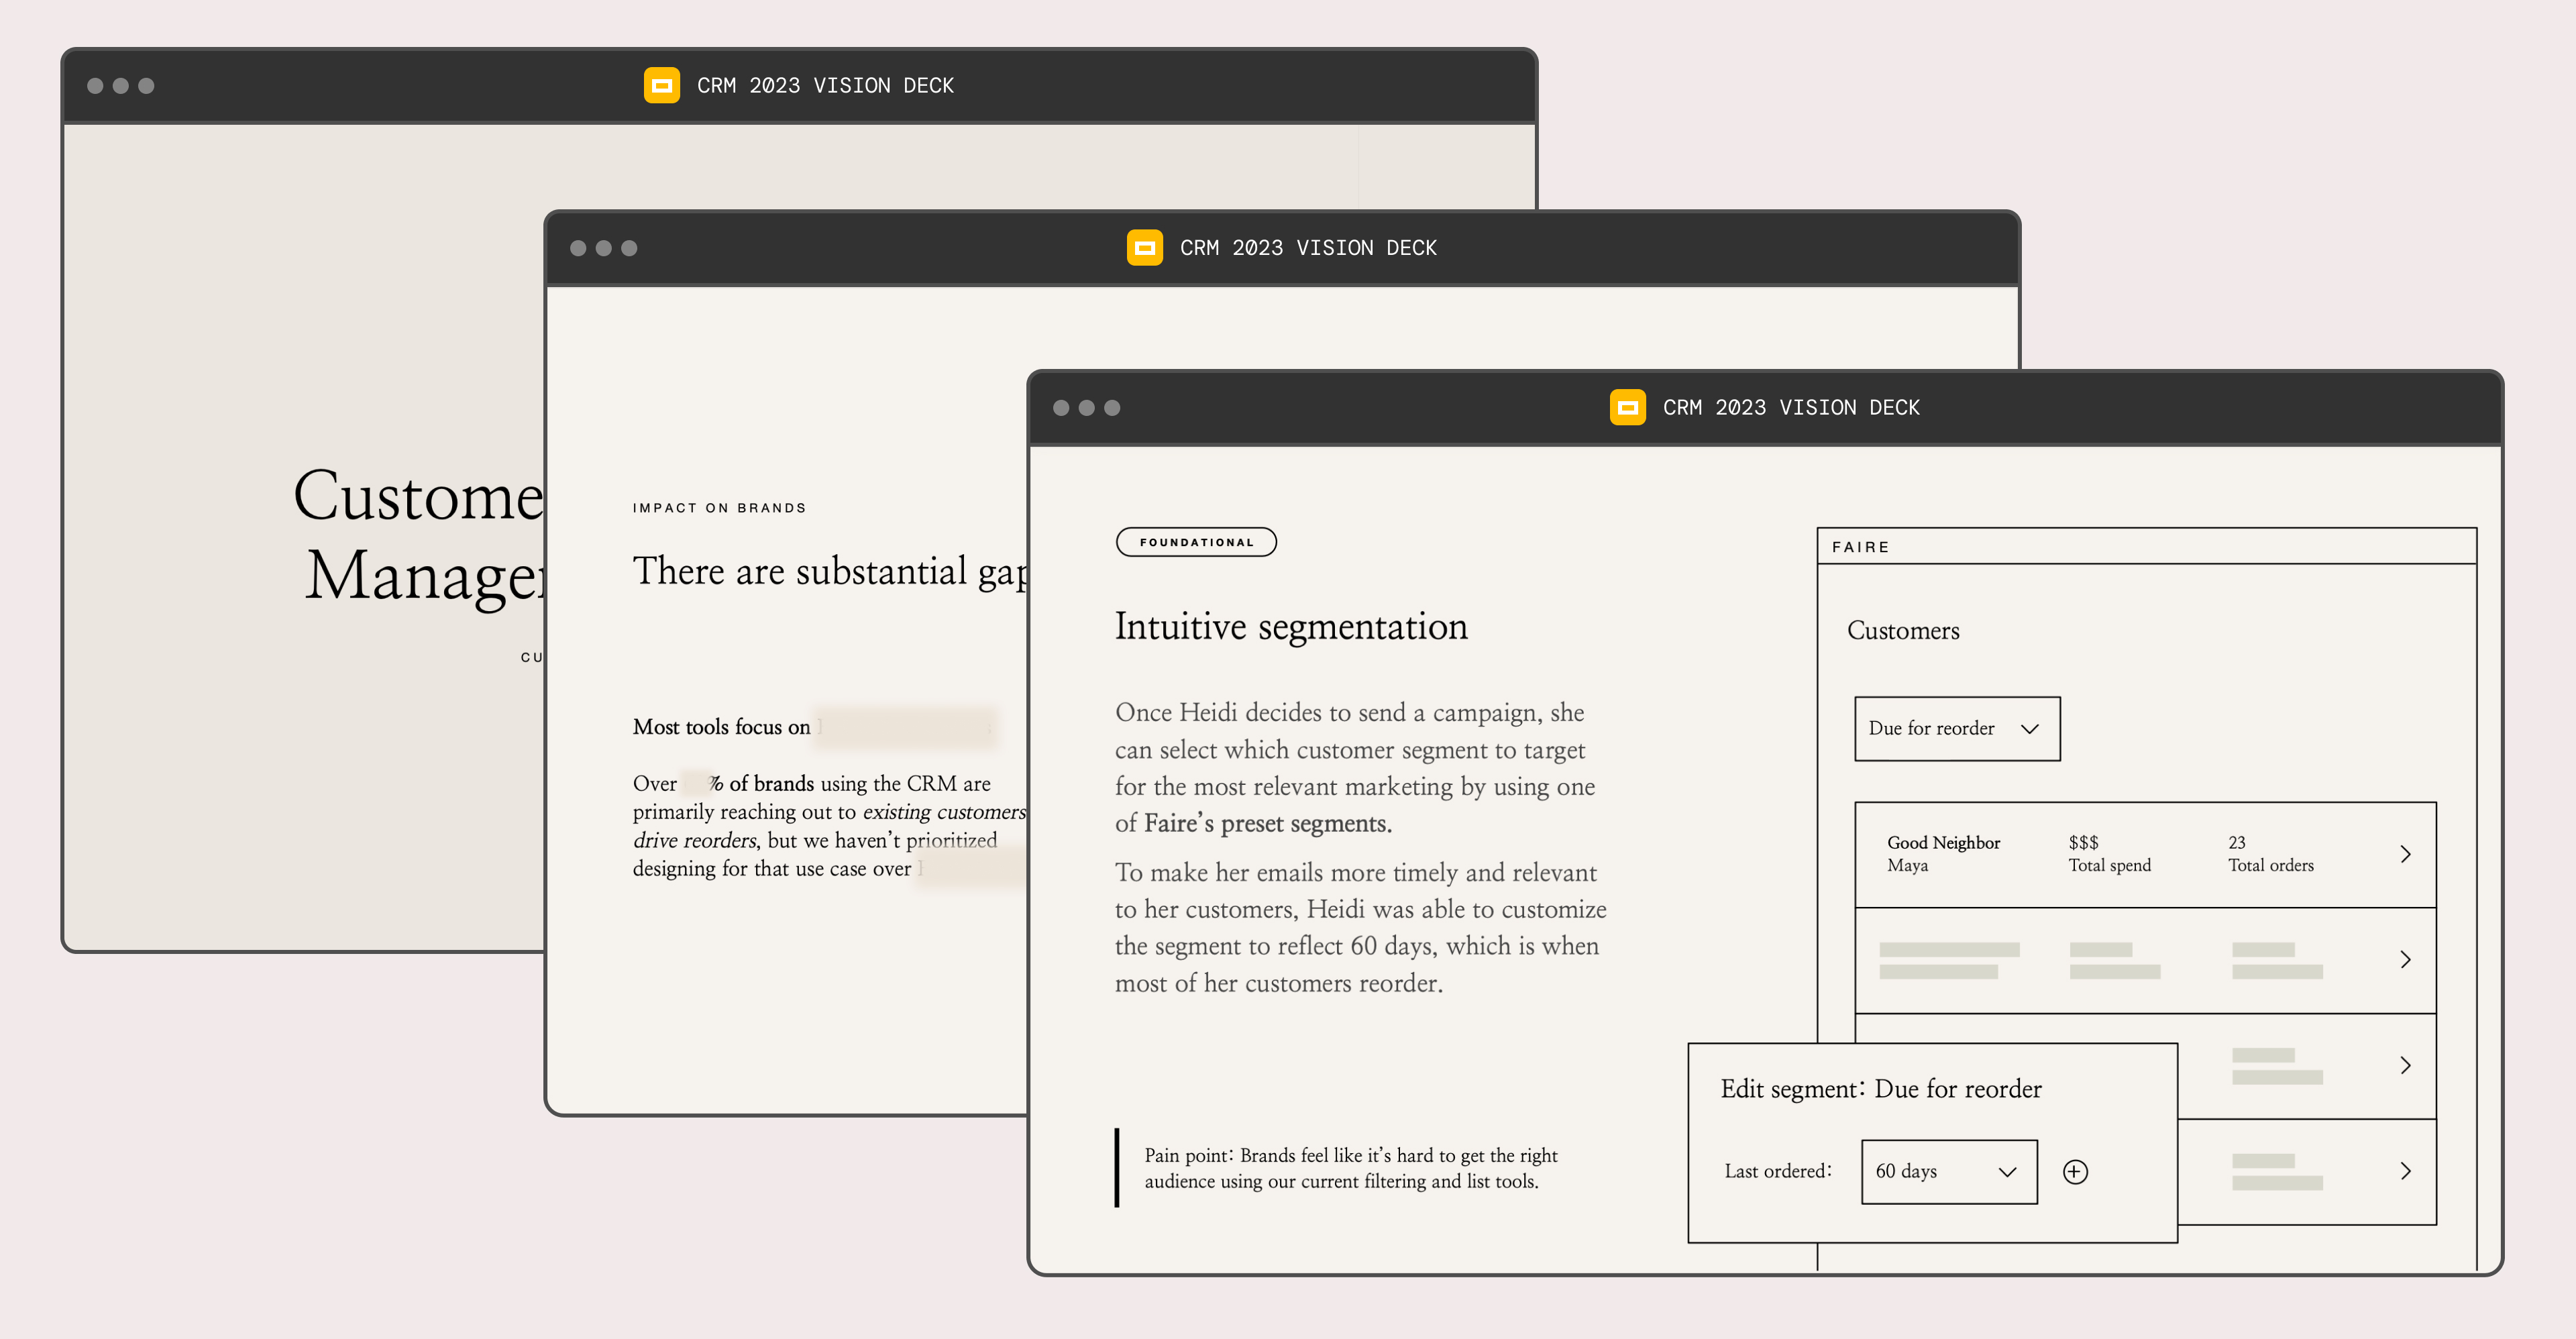 CRM 2023 VISION DECK
Custome
Manager
CU
CRM 2023 VISION DECK
IMPACT ON BRANDS
There are substantial gap
Most tools focus on
Over % of brands using the CRM are
primarily reaching out to existing customers
drive reorders, but we haven’t prioritized
designing for that use case over
CRM 2023 VISION DECK
FOUNDATIONAL
Intuitive segmentation
Once Heidi decides to send a campaign, she
can select which customer segment to target
for the most relevant marketing by using one
of Faire’s preset segments.
To make her emails more timely and relevant
to her customers, Heidi was able to customize
the segment to reflect 60 days, which is when
most of her customers reorder.
Pain point: Brands feel like it’s hard to get the right
audience using our current filtering and list tools.
FAIRE
Customers
Due for reorder
Good Neighbor $$$ 23
Maya Total spend Total orders
Edit segment: Due for reorder
Last ordered: 60 days